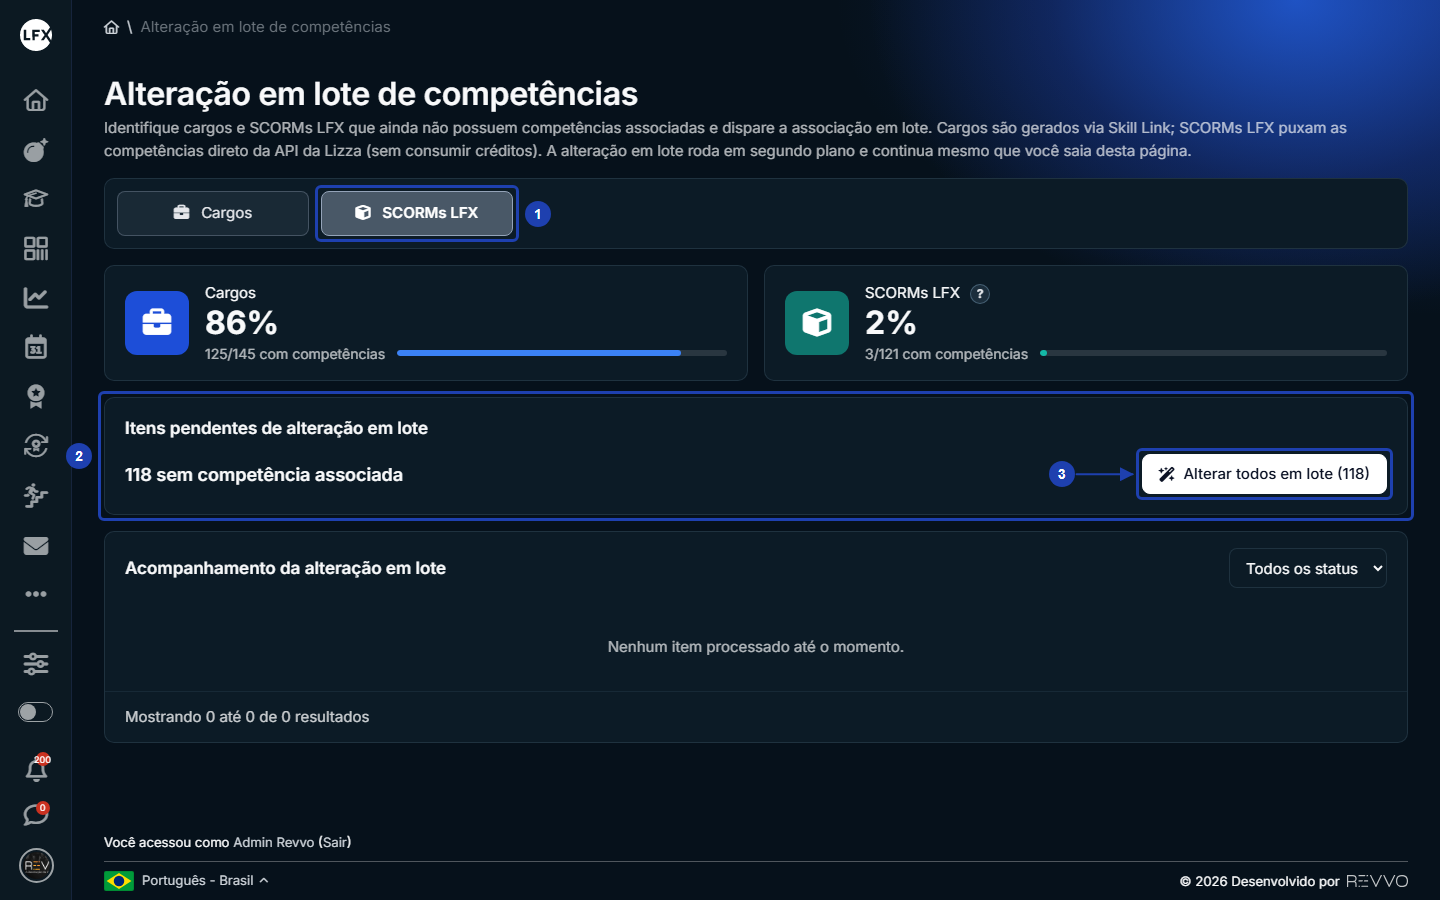 LFX
\ Alteração em lote de competências
Alteração em lote de competências
Identifique cargos e SCORMs LFX que ainda não possuem competências associadas e dispare a associação em lote. Cargos são gerados via Skill Link; SCORMs LFX puxam as
competências direto da API da Lizza (sem consumir créditos). A alteração em lote roda em segundo plano e continua mesmo que você saia desta página.
Cargos
SCORMs LFX
1
Cargos
86%
125/145 com competências
SCORMs LFX ?
2%
3/121 com competências
2
Itens pendentes de alteração em lote
118 sem competência associada
3
Alterar todos em lote (118)
Acompanhamento da alteração em lote
Todos os status
Nenhum item processado até o momento.
Mostrando 0 até 0 de 0 resultados
31
200
0
REV
Você acessou como Admin Revvo (Sair)
Português - Brasil
© 2026 Desenvolvido por REVVO